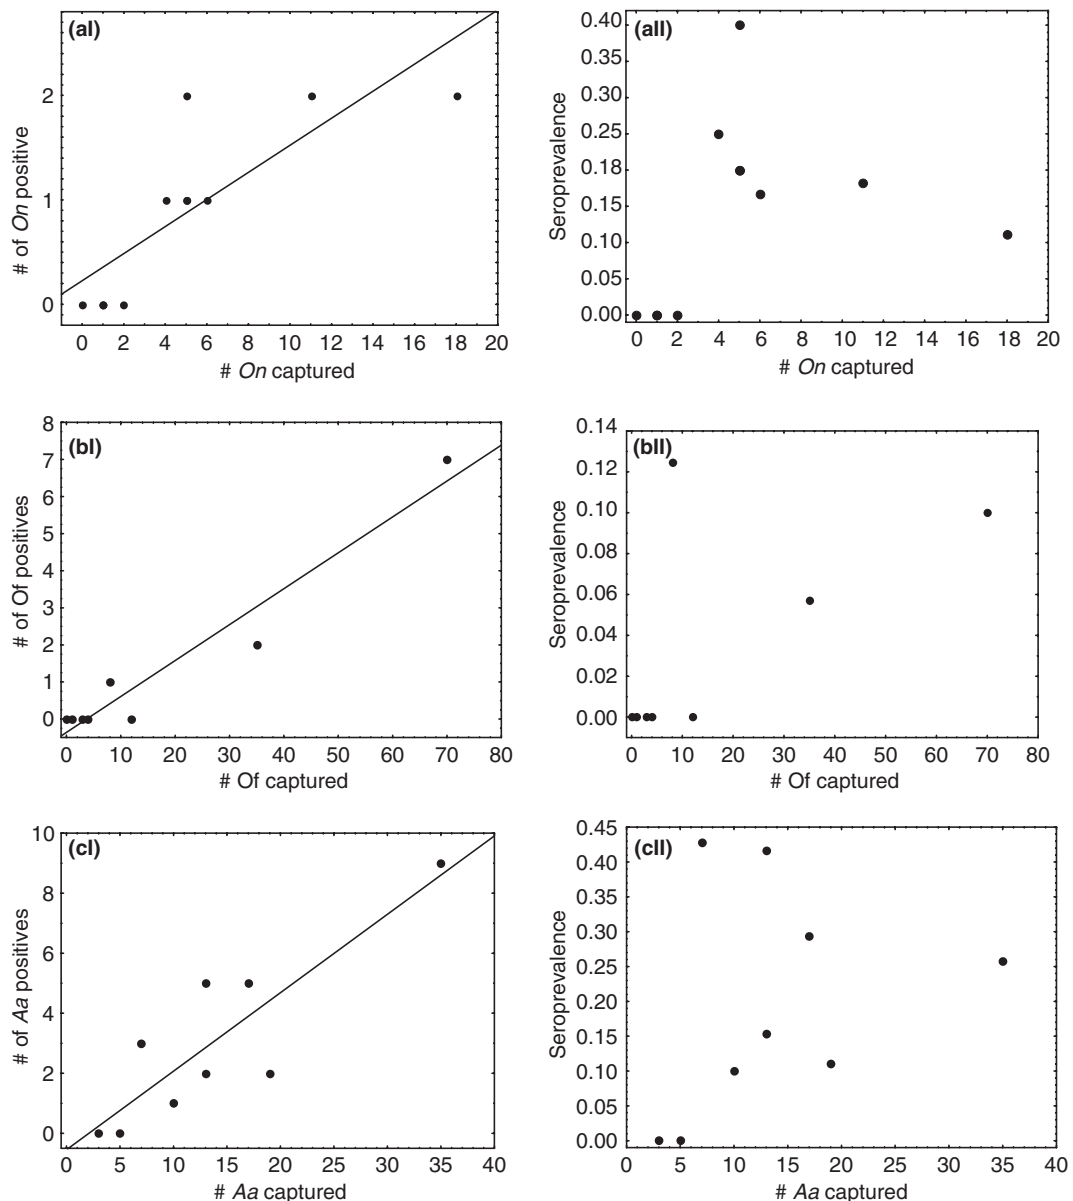 (aI)
2
1
0
# of On positive
0 2 4 6 8 10 12 14 16 18 20
# On captured
(aII)
0.40
0.35
0.30
0.25
0.18
0.15
0.10
0.05
0.00
Seroprevalence
0 2 4 6 8 10 12 14 16 18 20
# On captured
(bI)
8
7
6
5
4
3
2
1
0
# of Of positives
0 10 20 30 40 50 60 70 80
# Of captured
(bII)
0.14
0.12
0.10
0.08
0.06
0.04
0.02
0.00
Seroprevalence
0 10 20 30 40 50 60 70 80
# Of captured
(cI)
10
8
6
4
2
0
# of Aa positives
0 5 10 15 20 25 30 35 40
# Aa captured
(cII)
0.45
0.40
0.35
0.30
0.25
0.20
0.15
0.10
0.05
0.00
Seroprevalence
0 5 10 15 20 25 30 35 40
# Aa captured